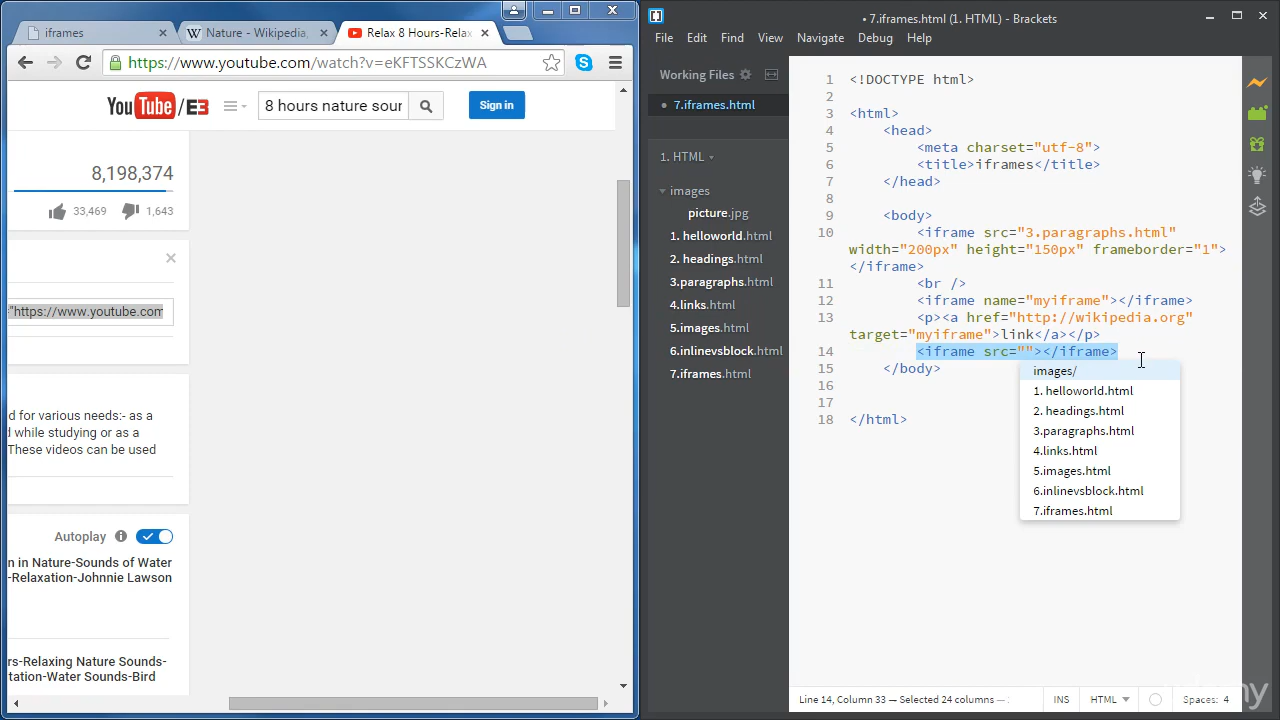 iframes
Nature - Wikipedia,
Relax 8 Hours-Relax
https://www.youtube.com/watch?v=eKFTSSKCzWA
YouTube /E3
8 hours nature sour
Sign in
8,198,374
33,469
1,643
="https://www.youtube.com
d for various needs:- as a
d while studying or as a
These videos can be used
Autoplay
n in Nature-Sounds of Water
-Relaxation-Johnnie Lawson
rs-Relaxing Nature Sounds-
tation-Water Sounds-Bird
• 7.iframes.html (1. HTML) - Brackets
File Edit Find View Navigate Debug Help
Working Files
7.iframes.html
1. HTML
images
picture.jpg
1. helloworld.html
2. headings.html
3.paragraphs.html
4.links.html
5.images.html
6.inlinevsblock.html
7.iframes.html
1 <!DOCTYPE html>
2
3 <html>
4 <head>
5 <meta charset="utf-8">
6 <title>iframes</title>
7 </head>
8
9 <body>
10 <iframe src="3.paragraphs.html"
width="200px" height="150px" frameborder="1">
</iframe>
11 <br />
12 <iframe name="myiframe"></iframe>
13 <p><a href="http://wikipedia.org"
target="myiframe">link</a></p>
14 <iframe src=""></iframe>
15 </body>
16
17
18 </html>
images/
1. helloworld.html
2. headings.html
3.paragraphs.html
4.links.html
5.images.html
6.inlinevsblock.html
7.iframes.html
Line 14, Column 33 — Selected 24 columns —
INS
HTML
Spaces: 4